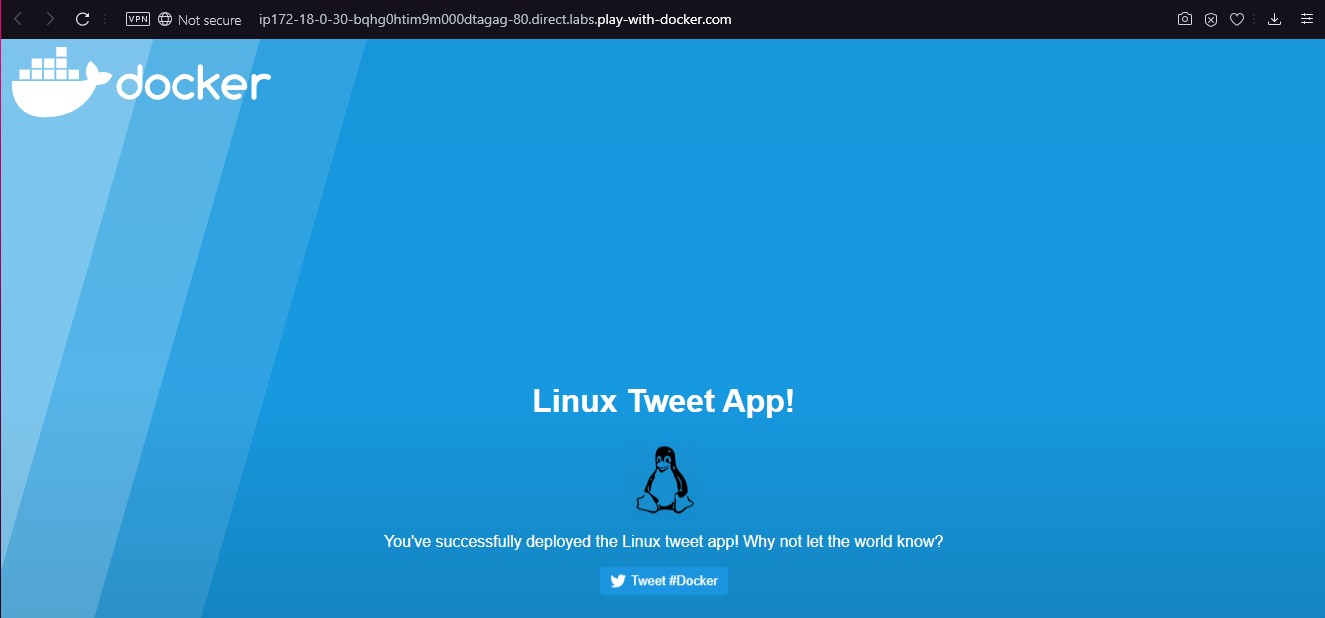 VPN Not secure ip172-18-0-30-bqhg0htim9m000dtagag-80.direct.labs.play-with-docker.com
docker
Linux Tweet App!
You've successfully deployed the Linux tweet app! Why not let the world know?
Tweet #Docker